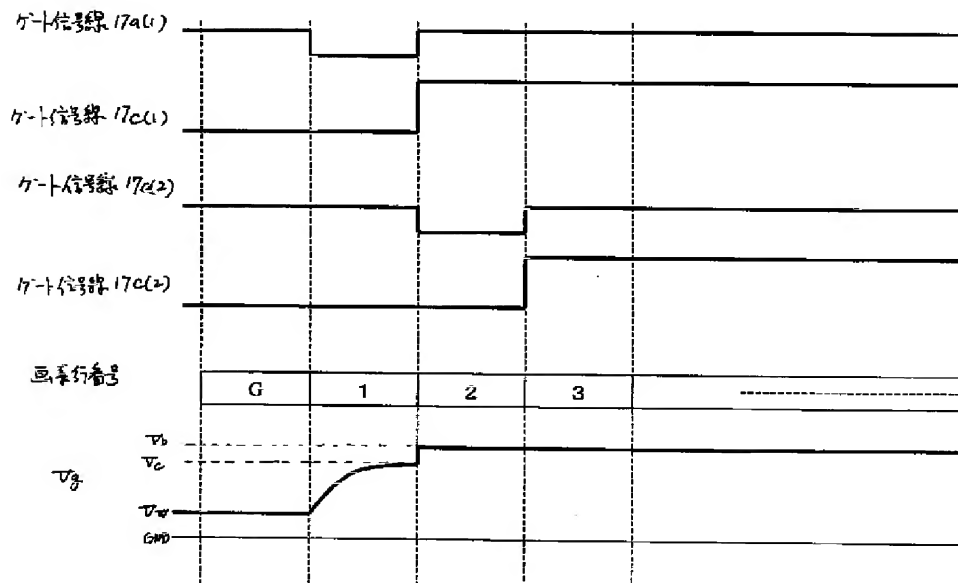 ゲート信号線 17a(1)
ゲート信号線 17c(1)
ゲート信号線 17a(2)
ゲート信号線 17c(2)
画素行番号
G 1 2 3
Vb
Vc
Vg
GND